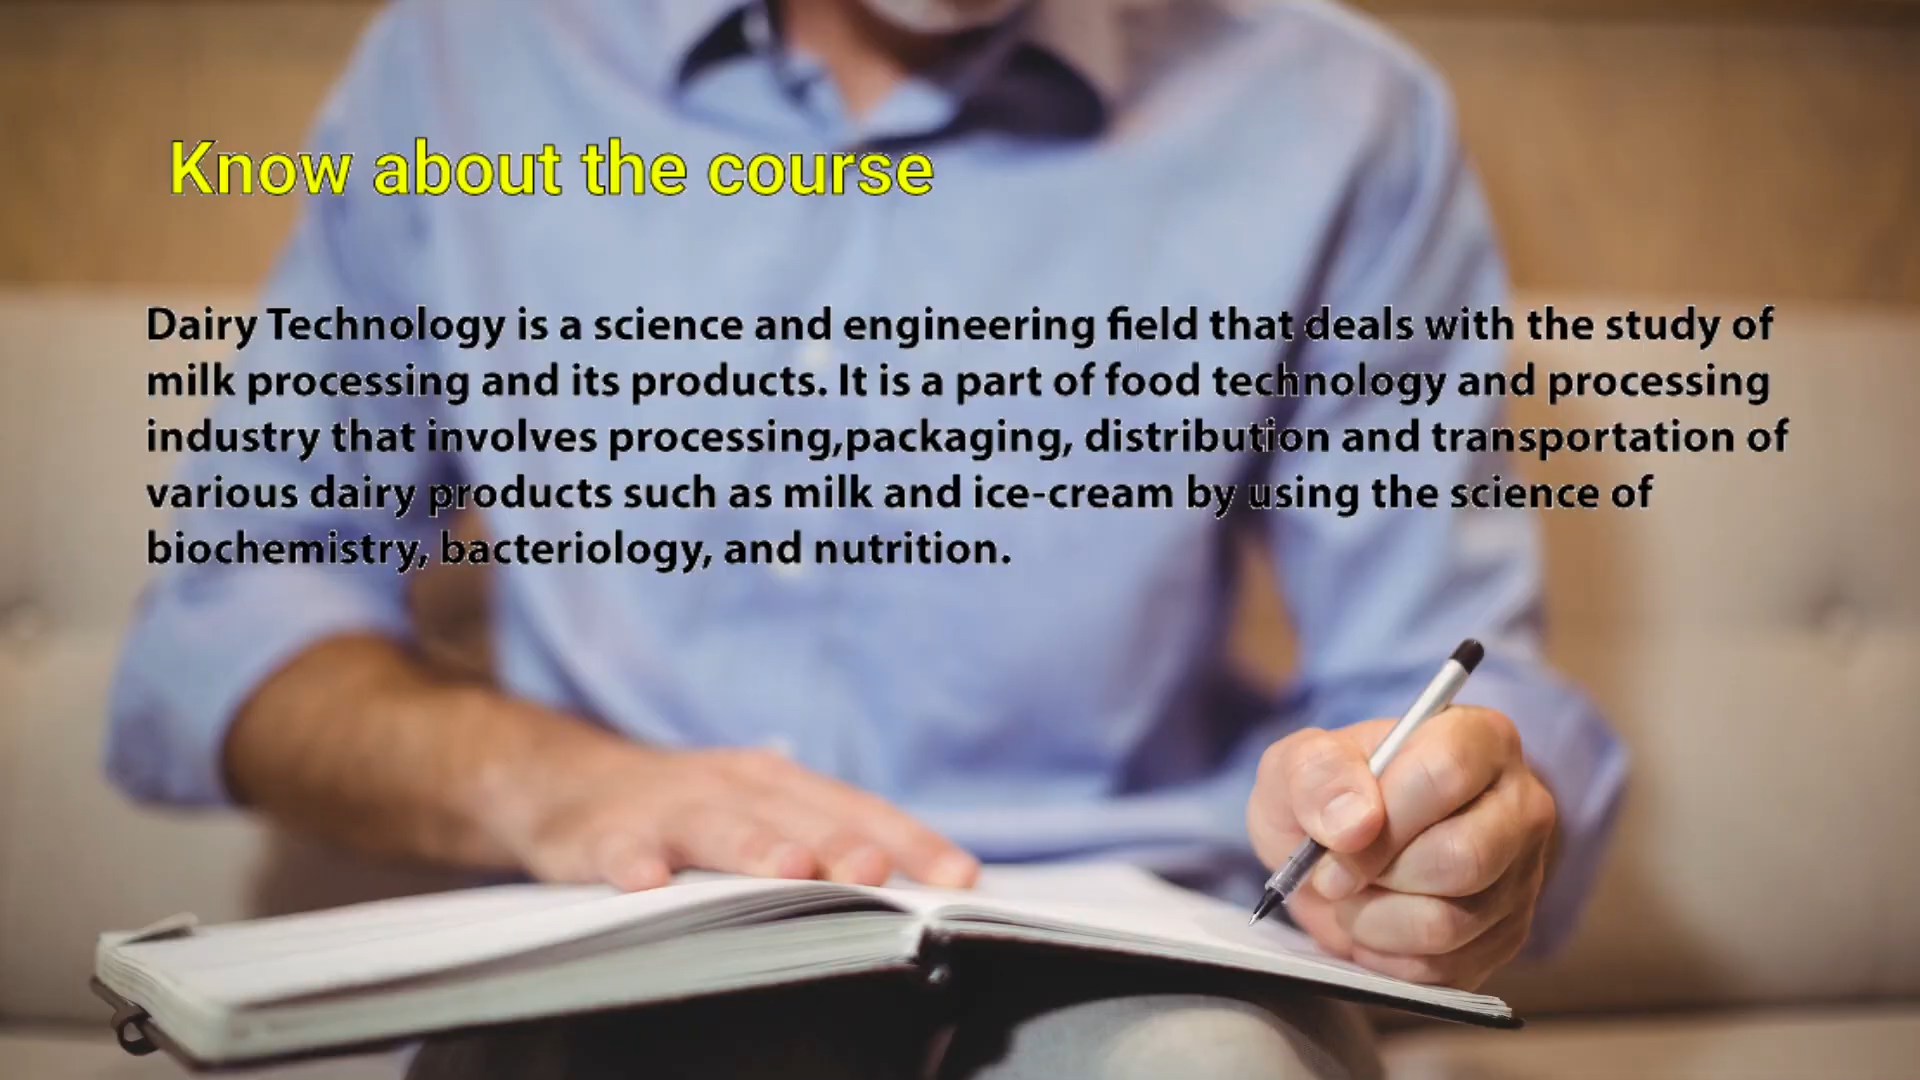 Know about the course
Dairy Technology is a science and engineering field that deals with the study of
milk processing and its products. It is a part of food technology and processing
industry that involves processing,packaging, distribution and transportation of
various dairy products such as milk and ice-cream by using the science of
biochemistry, bacteriology, and nutrition.